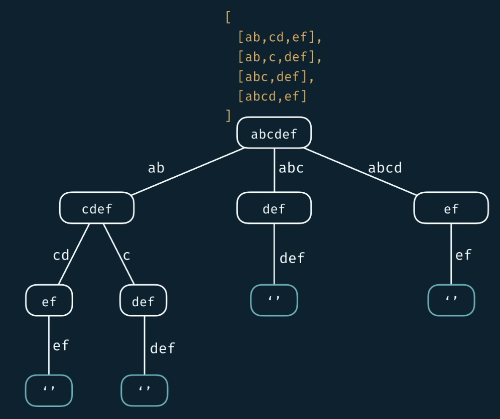 [
[ab,cd,ef],
[ab,c,def],
[abc,def],
[abcd,ef]
]
abcdef
ab
abc
abcd
cdef
def
ef
cd
c
def
ef
ef
def
‘’
‘’
ef
def
‘’
‘’